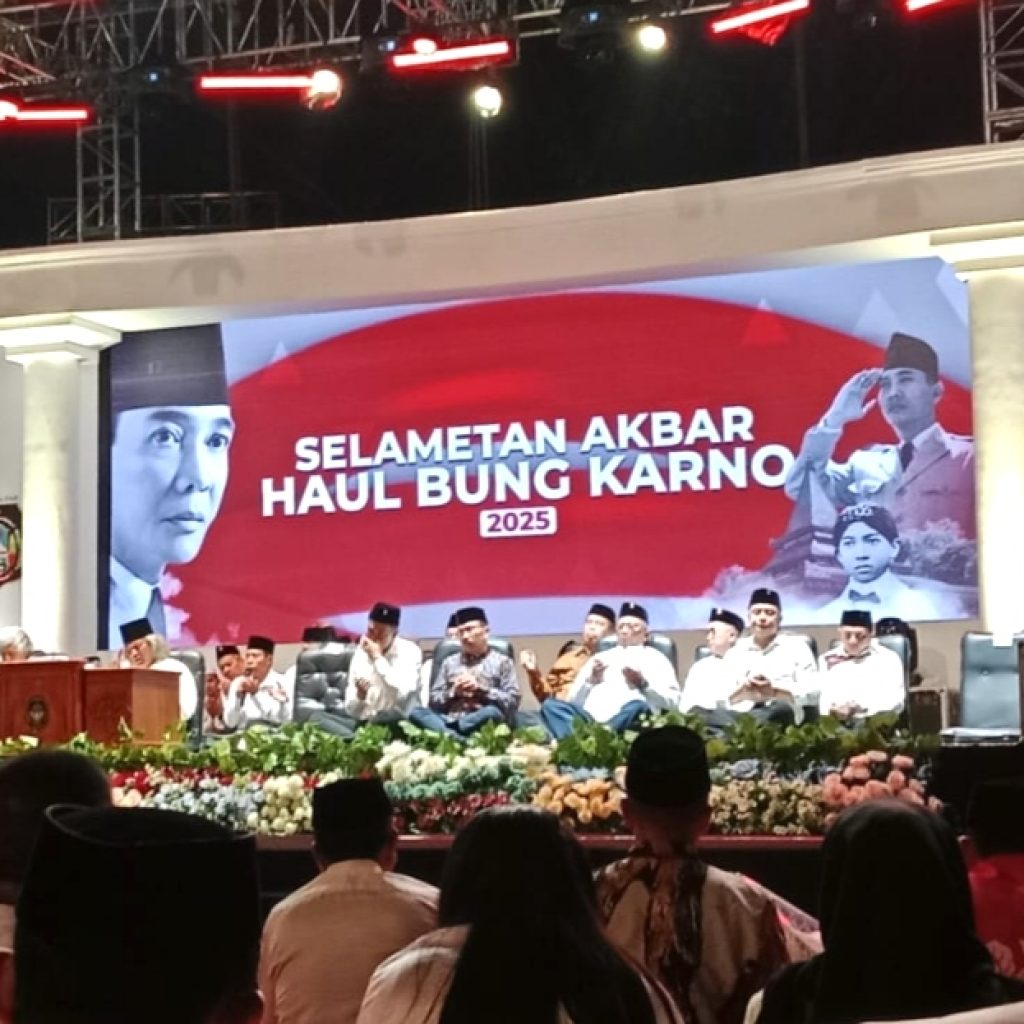 SELAMETAN AKBAR
HAUL BUNG KARNO
2025